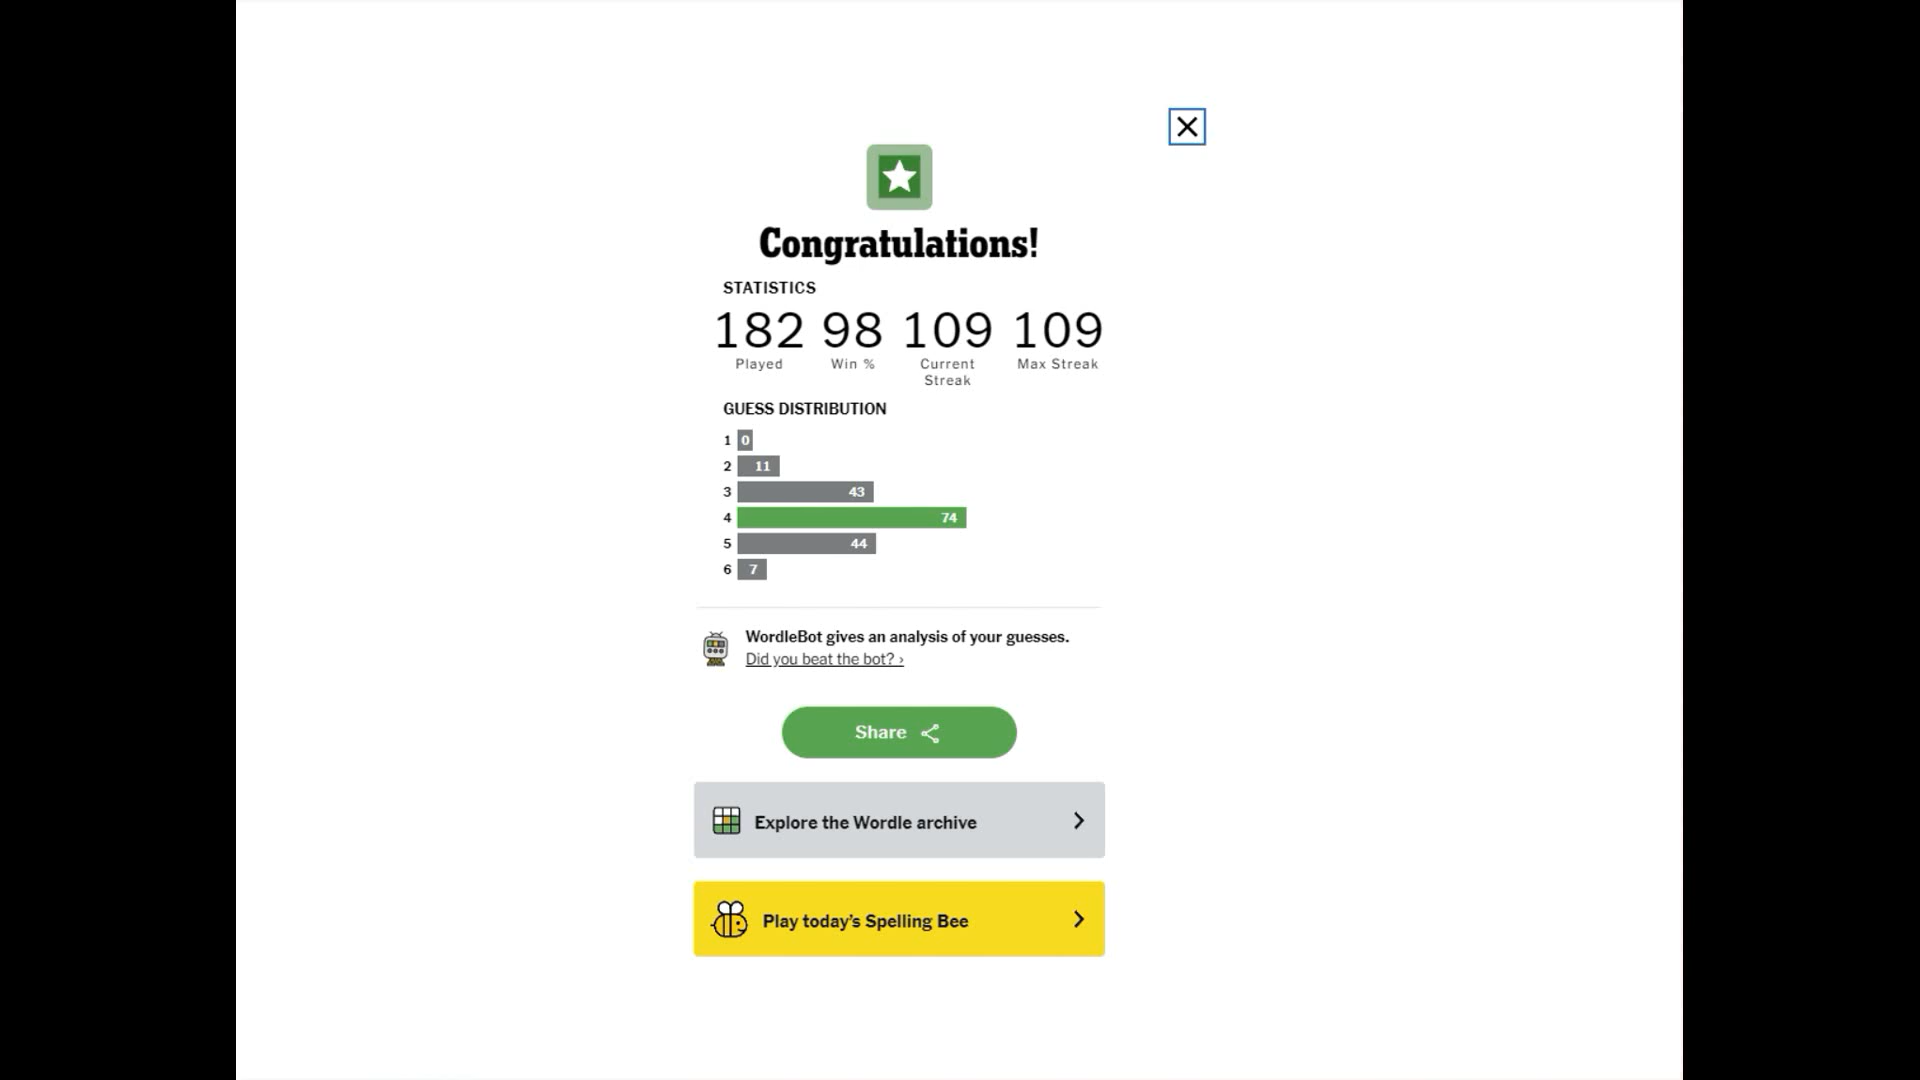 Congratulations!
STATISTICS
182 98 109 109
Played Win % Current Streak Max Streak
GUESS DISTRIBUTION
1 0
2 11
3 43
4 74
5 44
6 7
WordleBot gives an analysis of your guesses.
Did you beat the bot? ›
Share
Explore the Wordle archive
Play today’s Spelling Bee